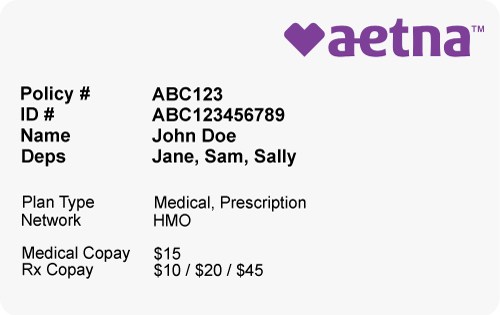 aetna™
Policy # ABC123
ID # ABC123456789
Name John Doe
Deps Jane, Sam, Sally
Plan Type Medical, Prescription
Network HMO
Medical Copay $15
Rx Copay $10 / $20 / $45